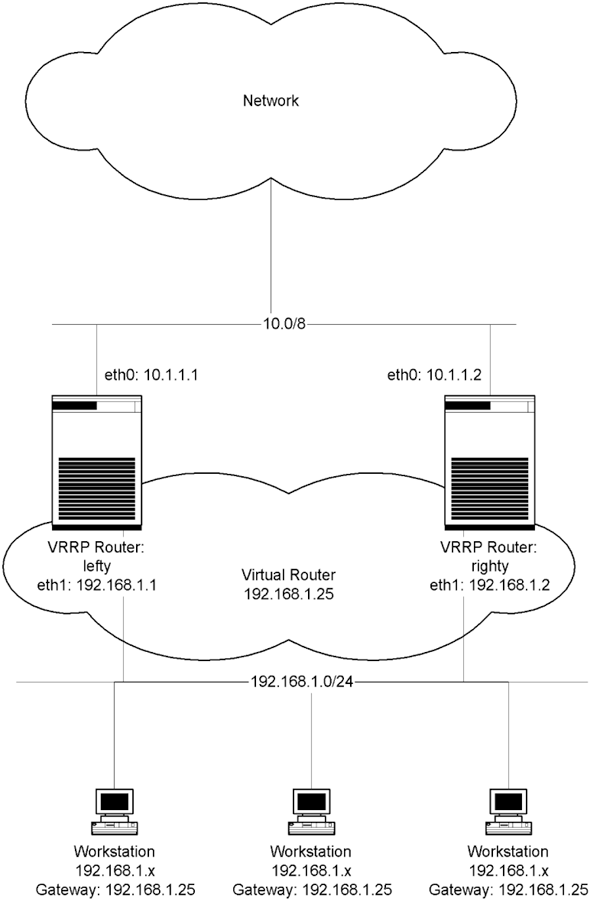 Network
10.0/8
eth0: 10.1.1.1
eth0: 10.1.1.2
VRRP Router:
lefty
eth1: 192.168.1.1
Virtual Router
192.168.1.25
VRRP Router:
righty
eth1: 192.168.1.2
192.168.1.0/24
Workstation
192.168.1.x
Gateway: 192.168.1.25
Workstation
192.168.1.x
Gateway: 192.168.1.25
Workstation
192.168.1.x
Gateway: 192.168.1.25